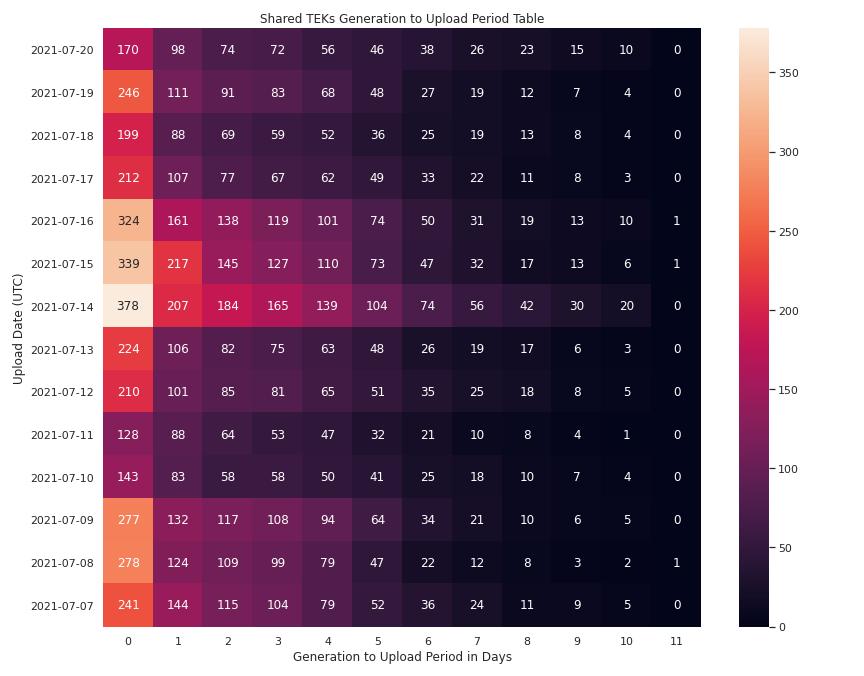 Shared TEKs Generation to Upload Period Table
Upload Date (UTC)
2021-07-20 170 98 74 72 56 46 38 26 23 15 10 0
2021-07-19 246 111 91 83 68 48 27 19 12 7 4 0
2021-07-18 199 88 69 59 52 36 25 19 13 8 4 0
2021-07-17 212 107 77 67 62 49 33 22 11 8 3 0
2021-07-16 324 161 138 119 101 74 50 31 19 13 10 1
2021-07-15 339 217 145 127 110 73 47 32 17 13 6 1
2021-07-14 378 207 184 165 139 104 74 56 42 30 20 0
2021-07-13 224 106 82 75 63 48 26 19 17 6 3 0
2021-07-12 210 101 85 81 65 51 35 25 18 8 5 0
2021-07-11 128 88 64 53 47 32 21 10 8 4 1 0
2021-07-10 143 83 58 58 50 41 25 18 10 7 4 0
2021-07-09 277 132 117 108 94 64 34 21 10 6 5 0
2021-07-08 278 124 109 99 79 47 22 12 8 3 2 1
2021-07-07 241 144 115 104 79 52 36 24 11 9 5 0
0 1 2 3 4 5 6 7 8 9 10 11
Generation to Upload Period in Days
350
300
250
200
150
100
50
0